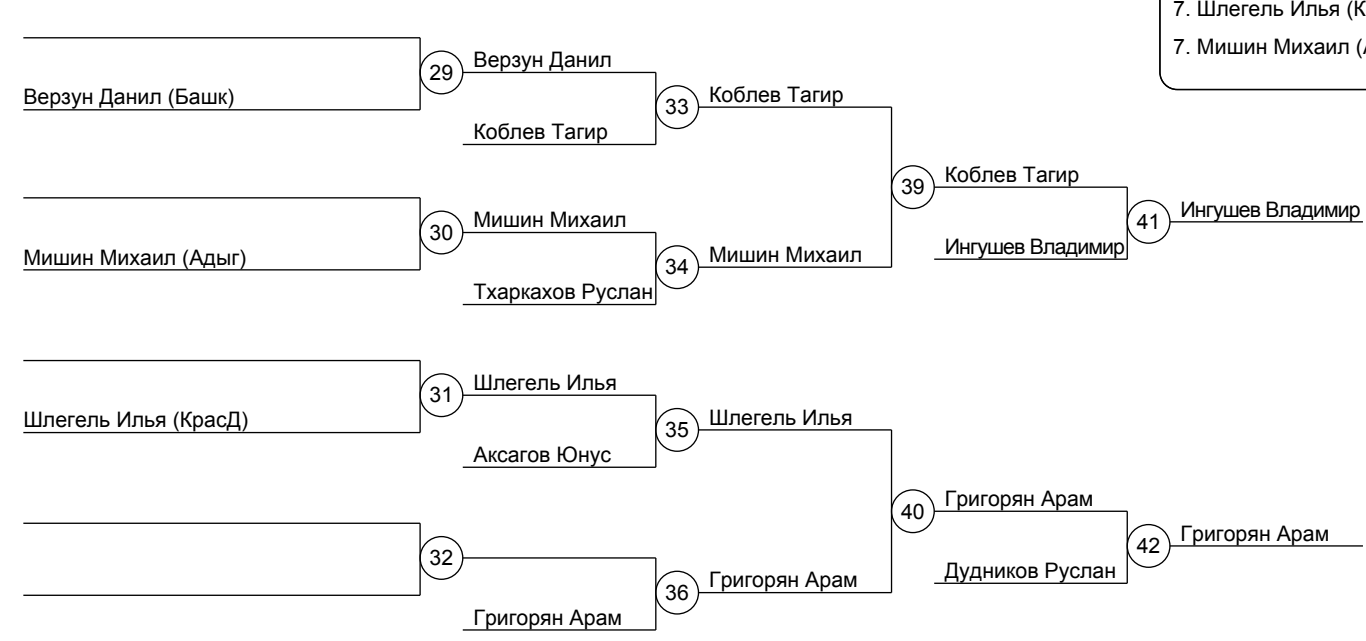 7. Шлегель Илья (К
7. Мишин Михаил (
29
Верзун Данил
Верзун Данил (Башк)
33
Коблев Тагир
Коблев Тагир
39
Коблев Тагир
41
Ингушев Владимир
30
Мишин Михаил
Мишин Михаил (Адыг)
34
Мишин Михаил
Ингушев Владимир
Тхаркахов Руслан
31
Шлегель Илья
Шлегель Илья (КрасД)
35
Шлегель Илья
Аксагов Юнус
40
Григорян Арам
42
Григорян Арам
32
36
Григорян Арам
Дудников Руслан
Григорян Арам